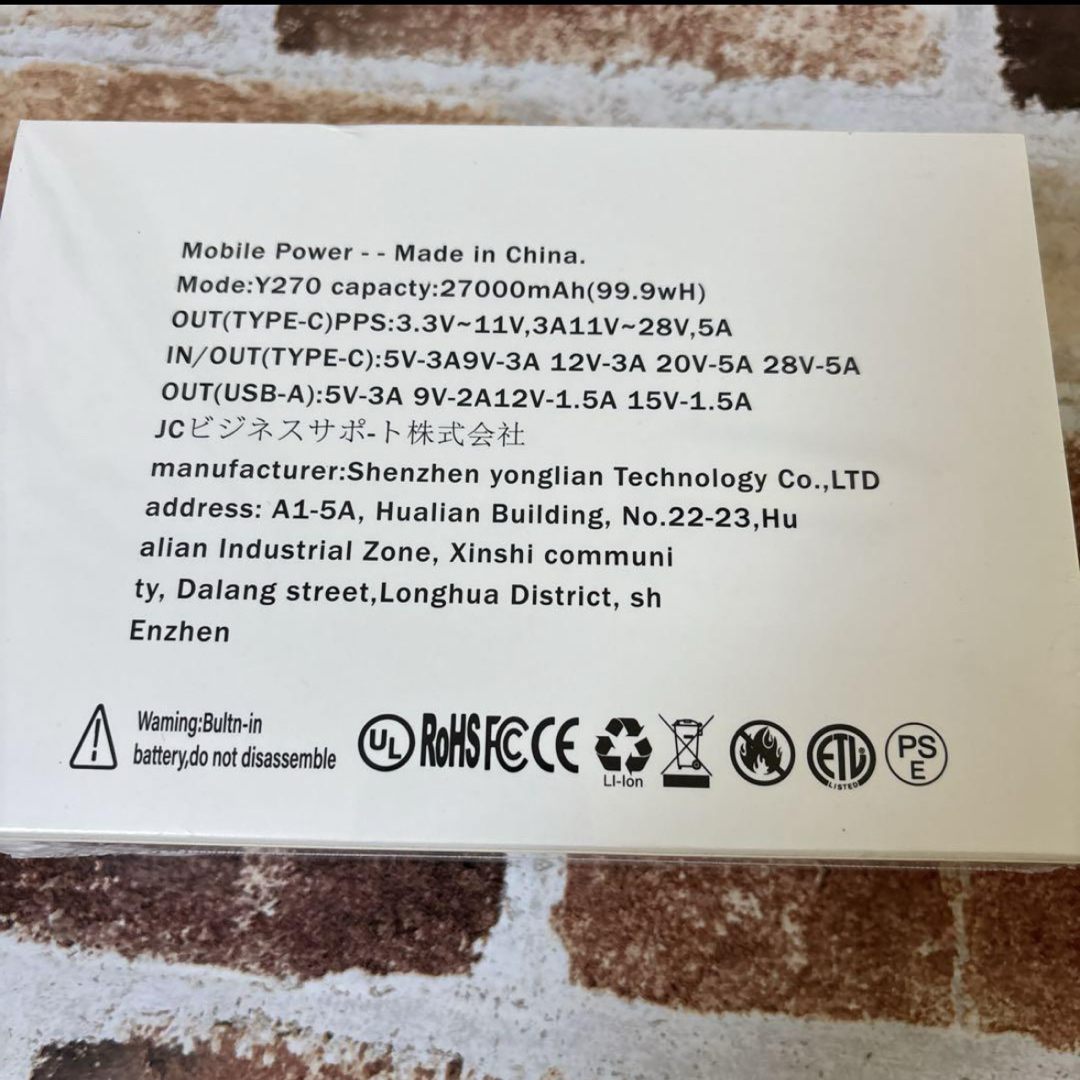 Mobile Power - - Made in China.
Mode:Y270 capacty:27000mAh(99.9wH)
OUT(TYPE-C)PPS:3.3V~11V,3A11V~28V,5A
IN/OUT(TYPE-C):5V-3A9V-3A 12V-3A 20V-5A 28V-5A
OUT(USB-A):5V-3A 9V-2A12V-1.5A 15V-1.5A
JCビジネスサポ-ト株式会社
manufacturer:Shenzhen yonglian Technology Co.,LTD
address: A1-5A, Hualian Building, No.22-23,Hu
alian Industrial Zone, Xinshi communi
ty, Dalang street,Longhua District, sh
Enzhen
Waming:Bultn-in
battery,do not disassemble
UL RoHS FC CE
LI-Ion
ETL
LISTED
PS
E